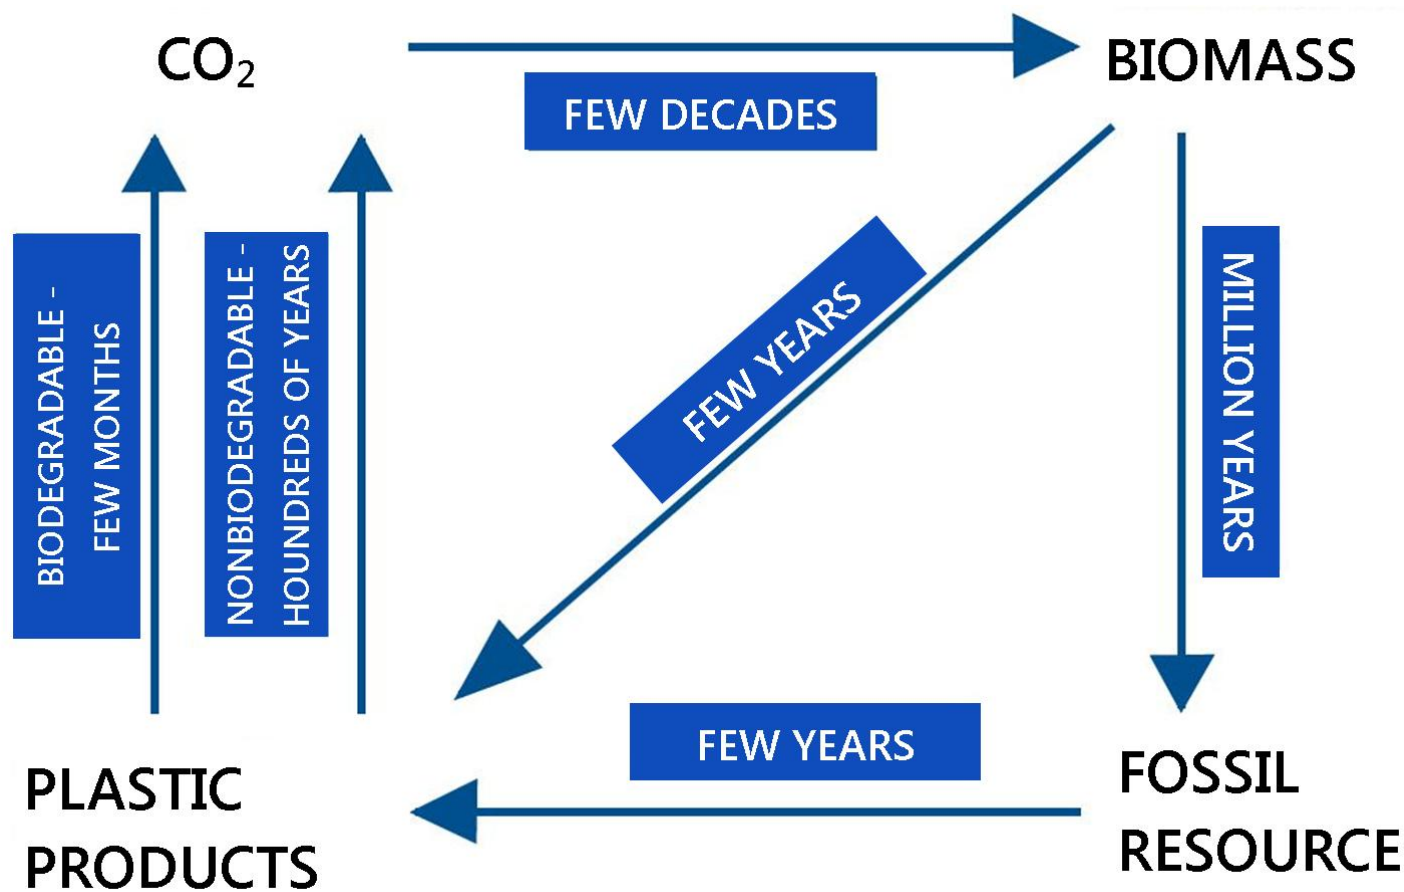 CO₂
BIOMASS
FEW DECADES
BIODEGRADABLE -
FEW MONTHS
NONBIODEGRADABLE -
HOUNDREDS OF YEARS
FEW YEARS
MILLION YEARS
FEW YEARS
PLASTIC
PRODUCTS
FOSSIL
RESOURCE